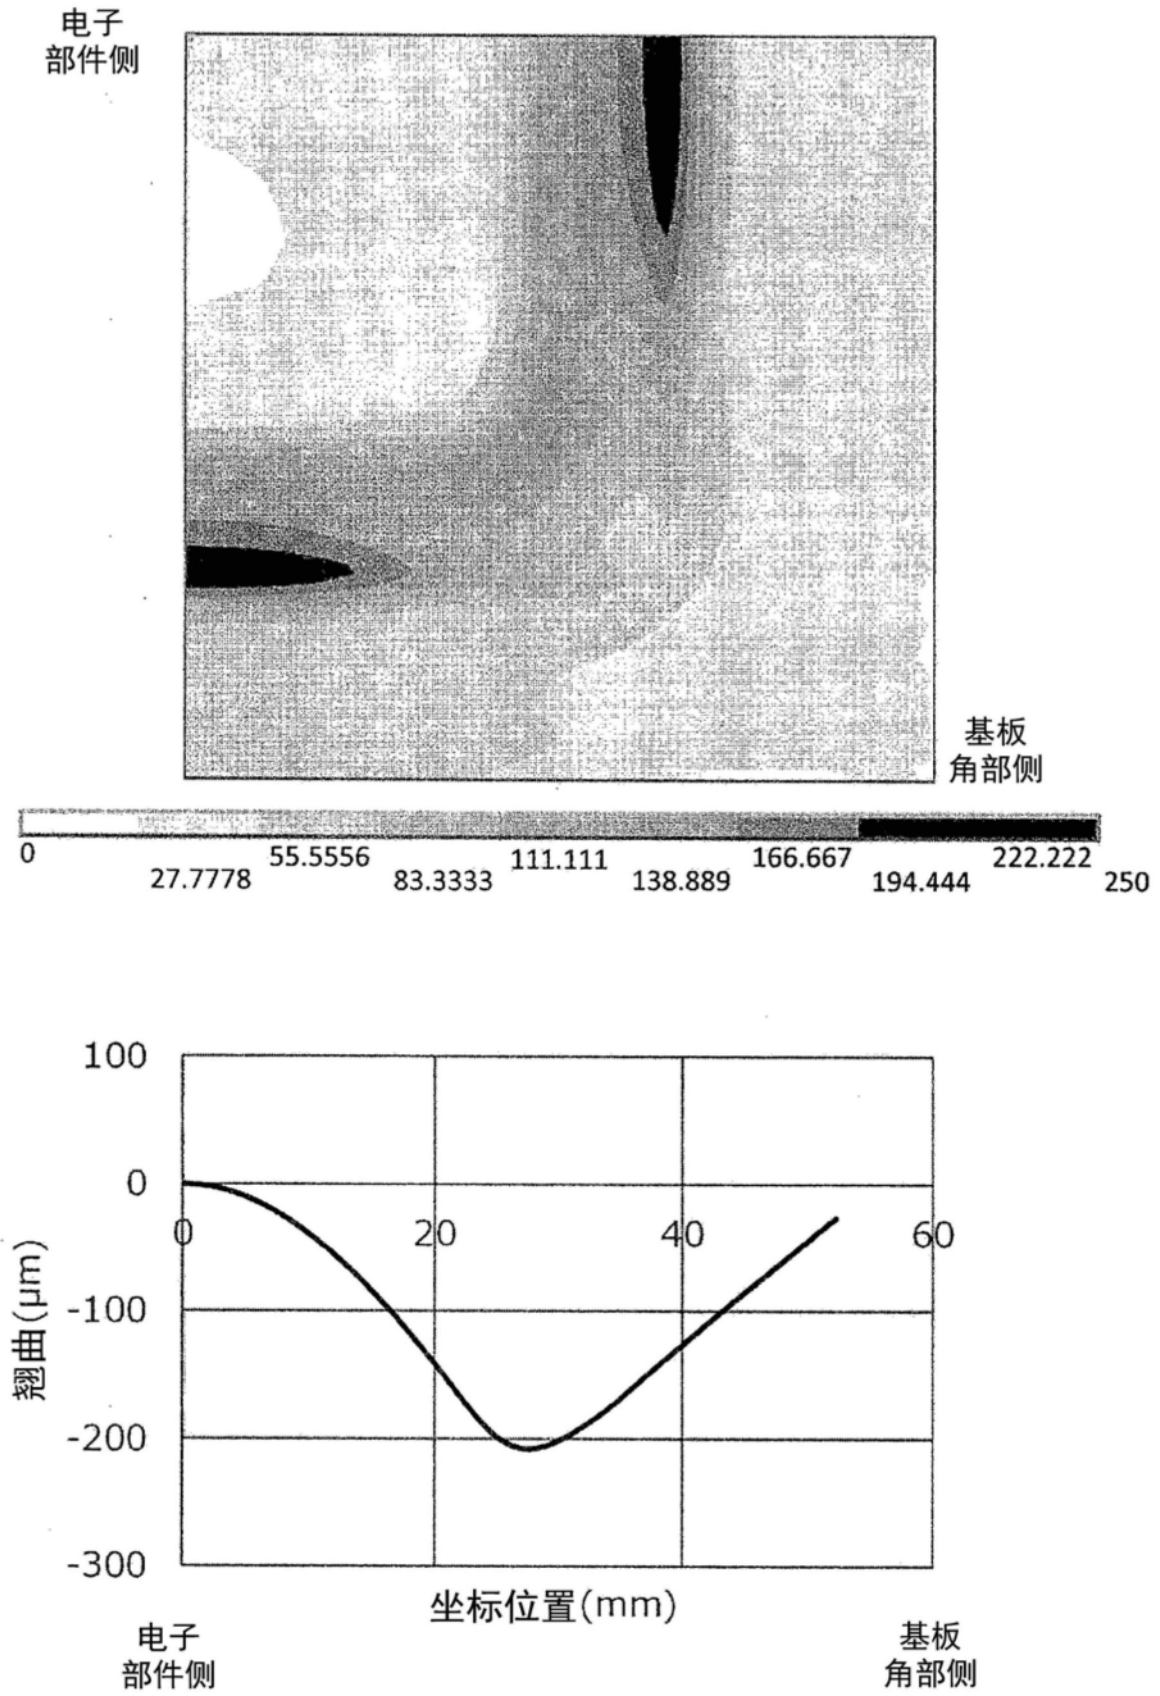 电子
部件侧
基板
角部侧
0
27.7778
55.5556
83.3333
111.111
138.889
166.667
194.444
222.222
250
100
0
-100
-200
-300
0
20
40
60
翘曲(μm)
坐标位置(mm)
电子
部件侧
基板
角部侧